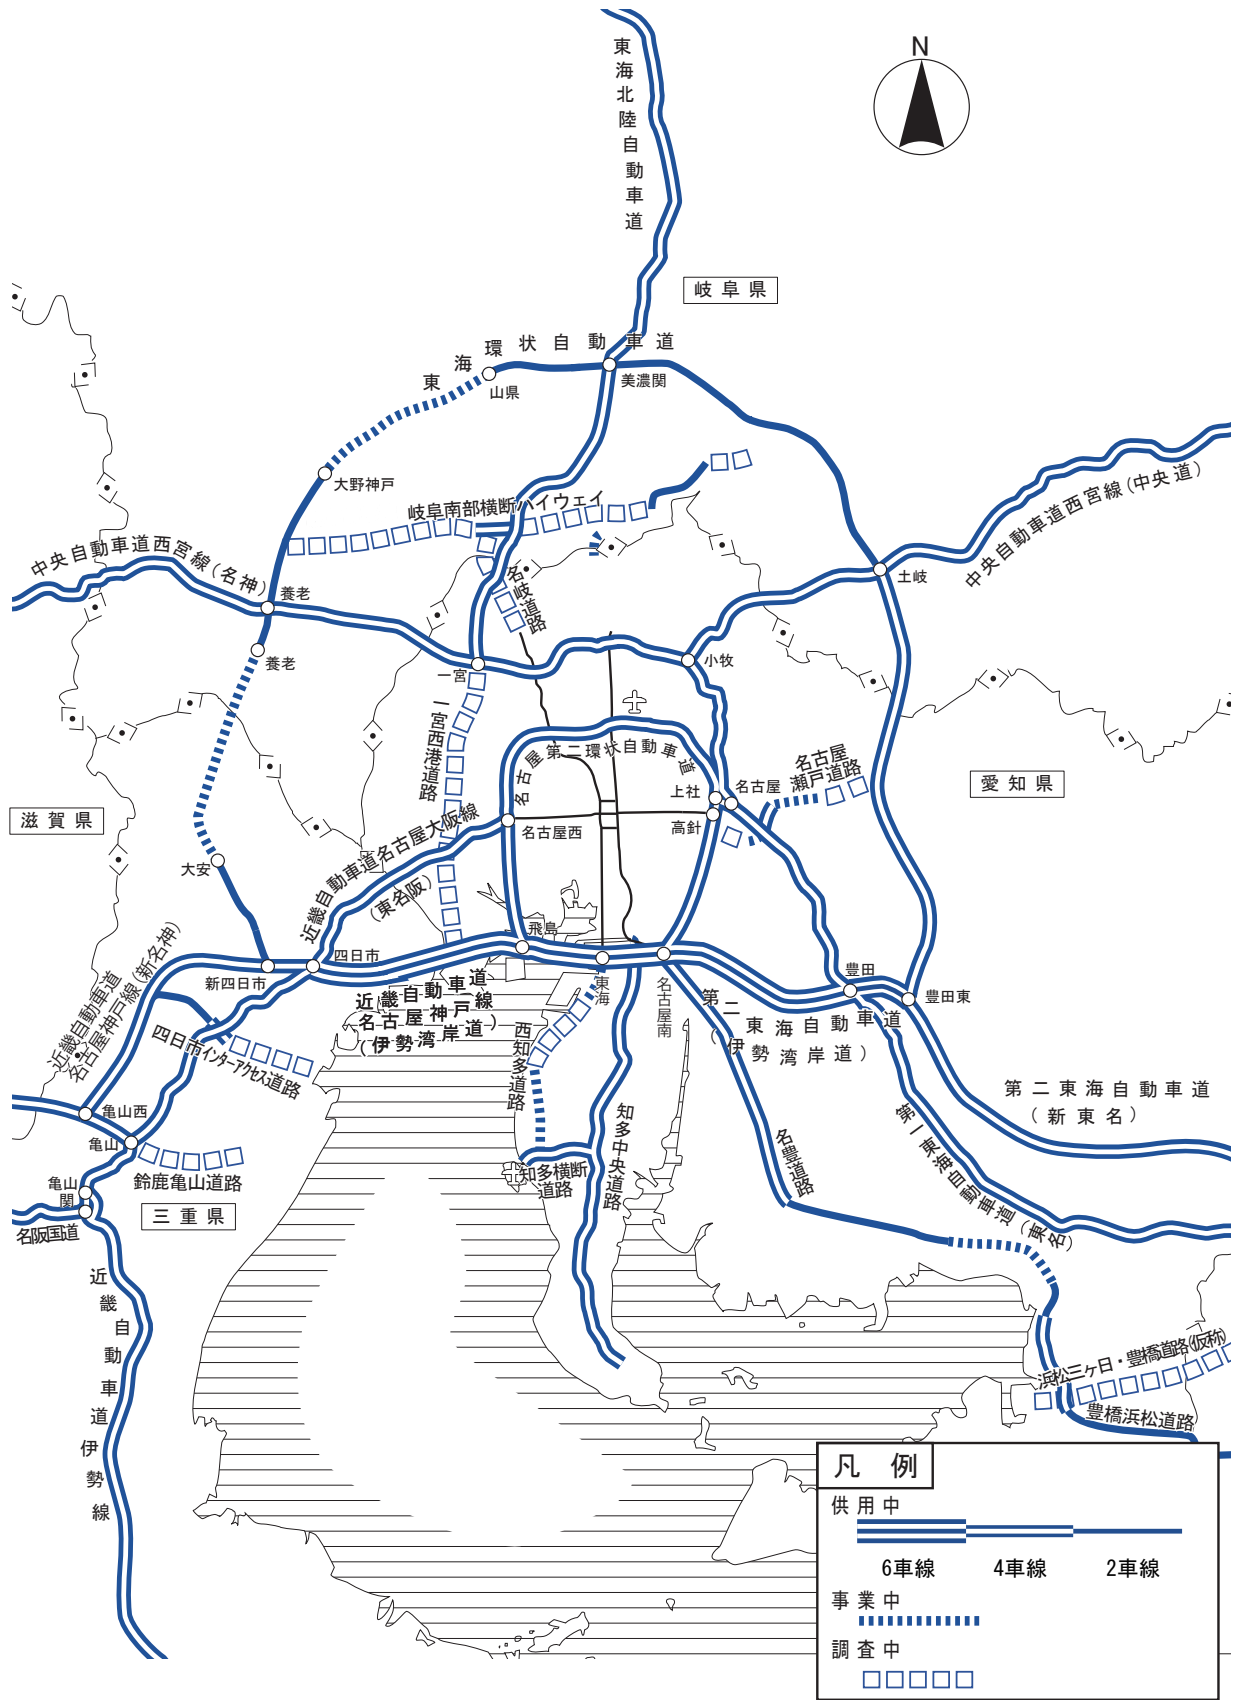 N
東海北陸自動車道
岐阜県
東海環状自動車道
山県
美濃関
大野神戸
岐阜南部横断ハイウェイ
中央自動車道西宮線(名神)
中央自動車道西宮線(中央道)
土岐
名岐道路
養老
養老
一宮
小牧
一宮西港道路
名古屋第二環状自動車道
名古屋
瀬戸道路
上社
名古屋
愛知県
滋賀県
高針
名古屋西
大安
近畿自動車道名古屋大阪線
(東名阪)
飛島
四日市
新四日市
近畿自動車道
名古屋神戸線(新名神)
近畿自動車道
名古屋神戸線
(伊勢湾岸道)
東海
名古屋南
豊田
豊田東
第二東海自動車道
(伊勢湾岸道)
西知多道路
四日市インターアクセス道路
第二東海自動車道
(新東名)
亀山西
亀山
知多中央道路
名豊道路
第一東海自動車道(東名)
鈴鹿亀山道路
知多横断
道路
亀山
関
三重県
名阪国道
近畿自動車道伊勢線
浜松三ヶ日・豊橋道路(仮称)
豊橋浜松道路
凡例
供用中
6車線
4車線
2車線
事業中
調査中